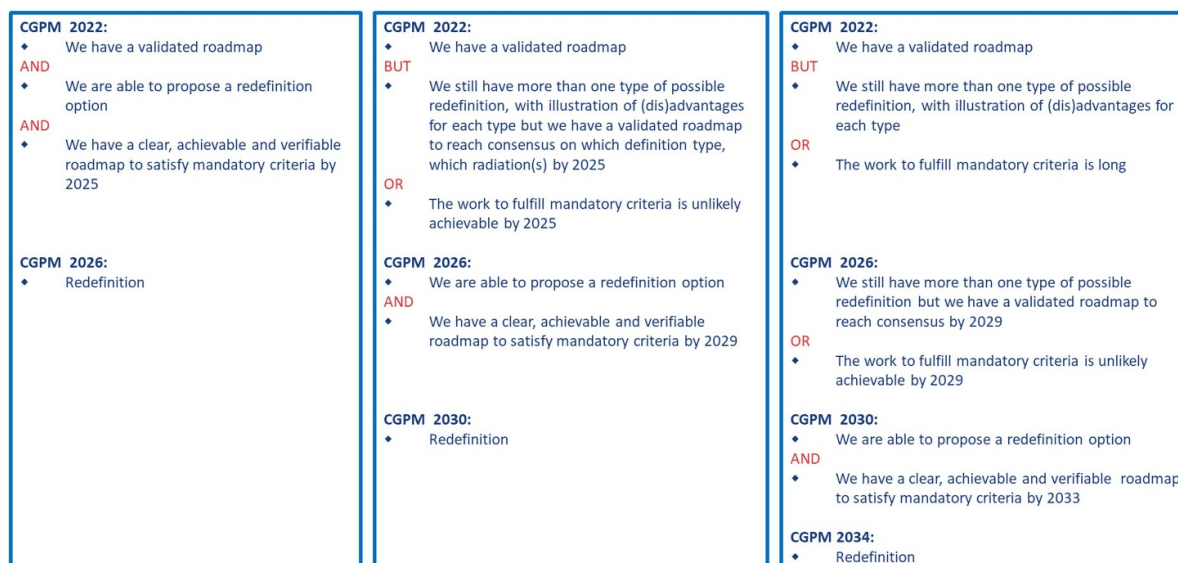 CGPM 2022:
◆ We have a validated roadmap
AND
◆ We are able to propose a redefinition
option
AND
◆ We have a clear, achievable and verifiable
roadmap to satisfy mandatory criteria by
2025
CGPM 2026:
◆ Redefinition
CGPM 2022:
◆ We have a validated roadmap
BUT
◆ We still have more than one type of possible
redefinition, with illustration of (dis)advantages
for each type but we have a validated roadmap
to reach consensus on which definition type,
which radiation(s) by 2025
OR
◆ The work to fulfill mandatory criteria is unlikely
achievable by 2025
CGPM 2026:
◆ We are able to propose a redefinition option
AND
◆ We have a clear, achievable and verifiable
roadmap to satisfy mandatory criteria by 2029
CGPM 2030:
◆ Redefinition
CGPM 2022:
◆ We have a validated roadmap
BUT
◆ We still have more than one type of possible
redefinition, with illustration of (dis)advantages for
each type
OR
◆ The work to fulfill mandatory criteria is long
CGPM 2026:
◆ We still have more than one type of possible
redefinition but we have a validated roadmap to
reach consensus by 2029
OR
◆ The work to fulfill mandatory criteria is unlikely
achievable by 2029
CGPM 2030:
◆ We are able to propose a redefinition option
AND
◆ We have a clear, achievable and verifiable roadmap
to satisfy mandatory criteria by 2033
CGPM 2034:
◆ Redefinition